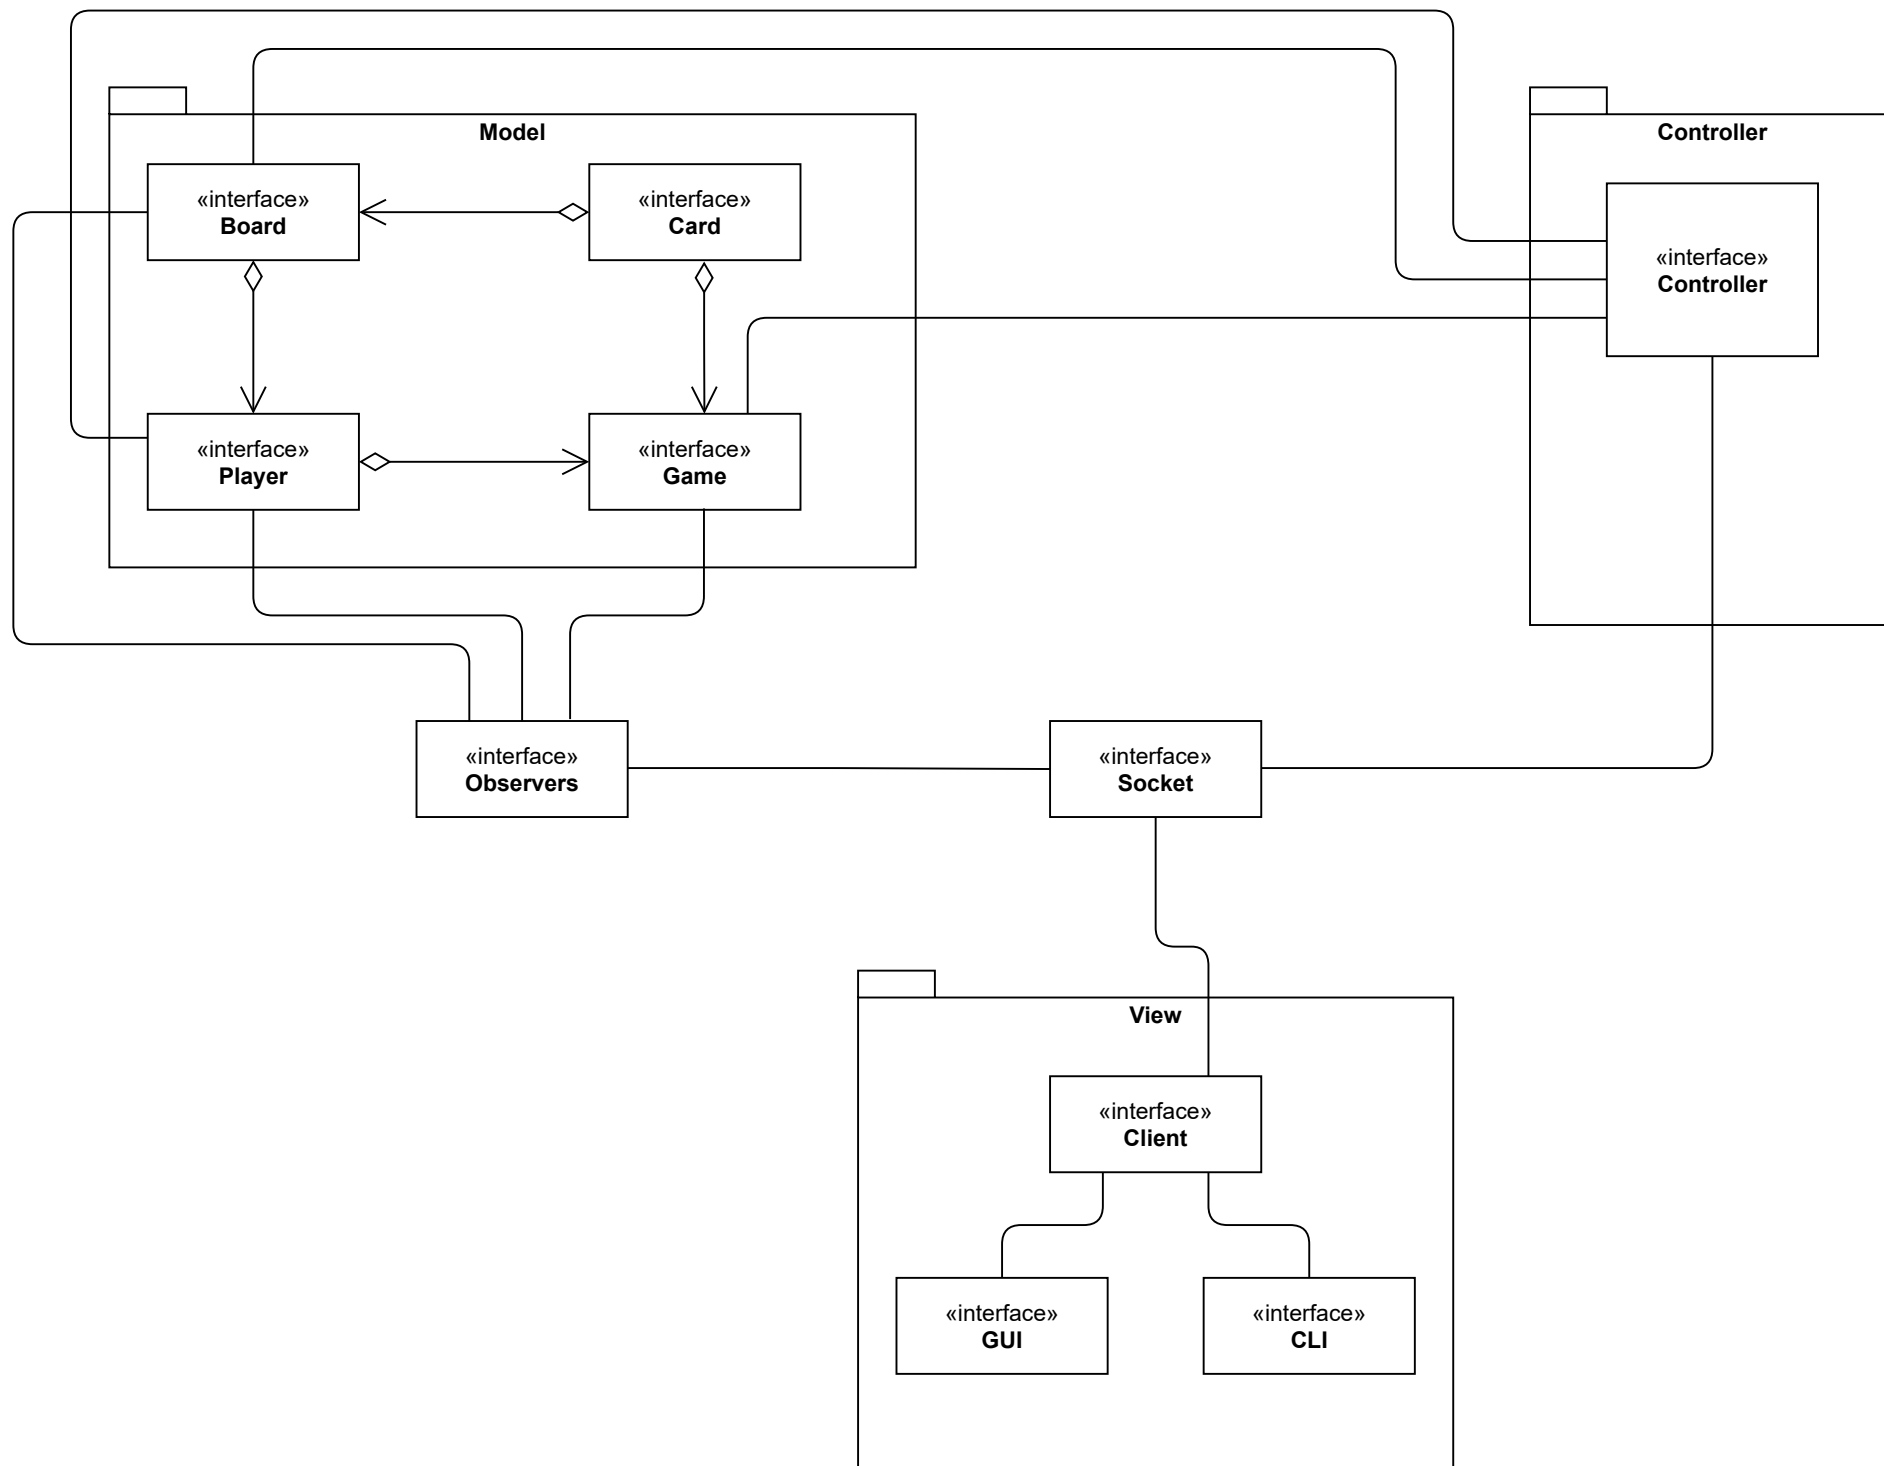 Model
Controller
«interface»
Board
«interface»
Card
«interface»
Controller
«interface»
Player
«interface»
Game
«interface»
Observers
«interface»
Socket
View
«interface»
Client
«interface»
GUI
«interface»
CLI